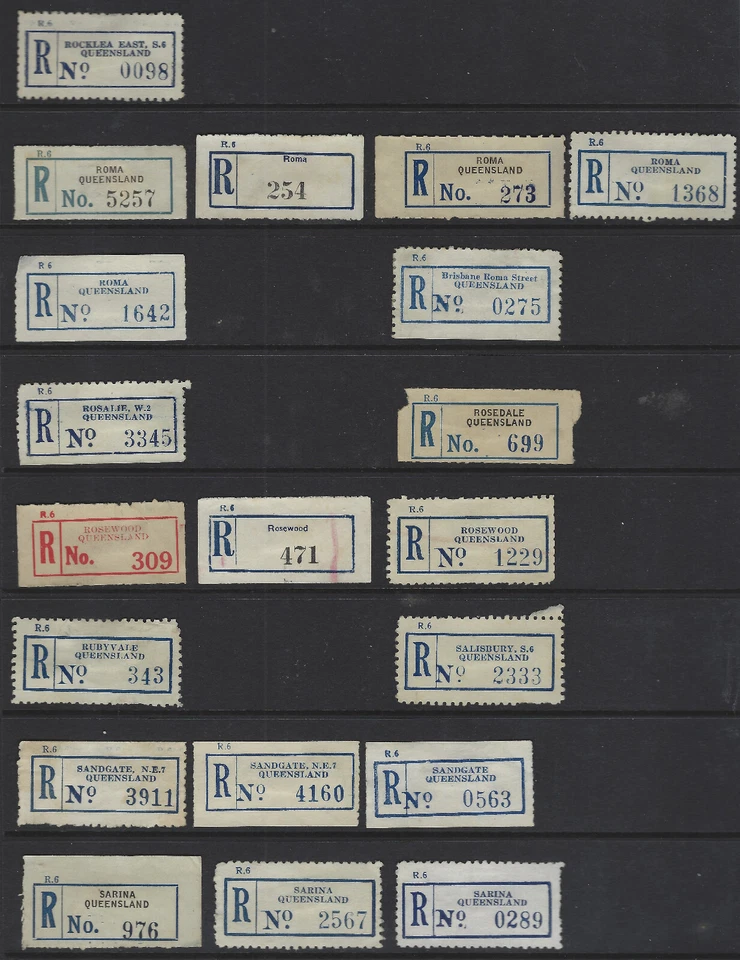 R.6
ROCKLEA EAST, S.6
QUEENSLAND
R Nº 0098
R.6
ROMA
QUEENSLAND
R No. 5257
R.6
Roma
R 254
R.6
ROMA
QUEENSLAND
R No. 273
R.6
ROMA
QUEENSLAND
R Nº 1368
R.6
ROMA
QUEENSLAND
R Nº 1642
R.6
Brisbane Roma Street
QUEENSLAND
R Nº 0275
R.6
ROSALIE, W.2
QUEENSLAND
R Nº 3345
R.6
ROSEDALE
QUEENSLAND
R No. 699
R.6
ROSEWOOD
QUEENSLAND
R No. 309
R.6
Rosewood
R 471
R.6
ROSEWOOD
QUEENSLAND
R Nº 1229
R.6
RUBYVALE
QUEENSLAND
R Nº 343
R.6
SALISBURY, S.6
QUEENSLAND
R Nº 2333
R.6
SANDGATE, N.E.7
QUEENSLAND
R Nº 3911
R.6
SANDGATE, N.E.7
QUEENSLAND
R Nº 4160
R.6
SANDGATE
QUEENSLAND
R Nº 0563
R.6
SARINA
QUEENSLAND
R No. 976
R.6
SARINA
QUEENSLAND
R Nº 2567
R.6
SARINA
QUEENSLAND
R Nº 0289